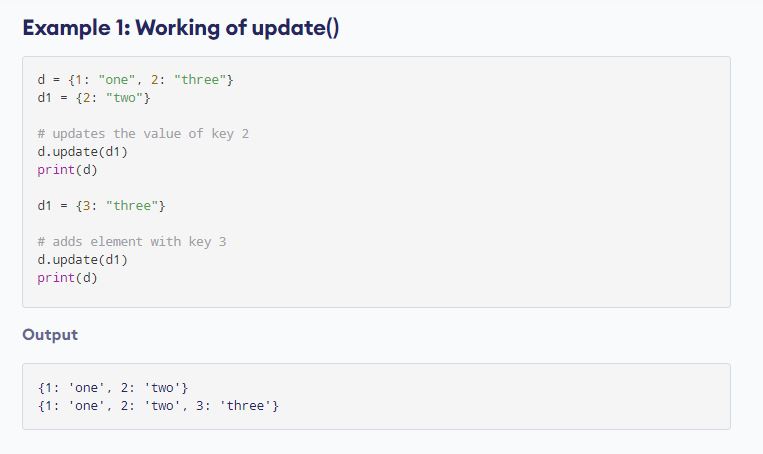 Example 1: Working of update()
d = {1: "one", 2: "three"}
d1 = {2: "two"}
# updates the value of key 2
d.update(d1)
print(d)
d1 = {3: "three"}
# adds element with key 3
d.update(d1)
print(d)
Output
{1: 'one', 2: 'two'}
{1: 'one', 2: 'two', 3: 'three'}